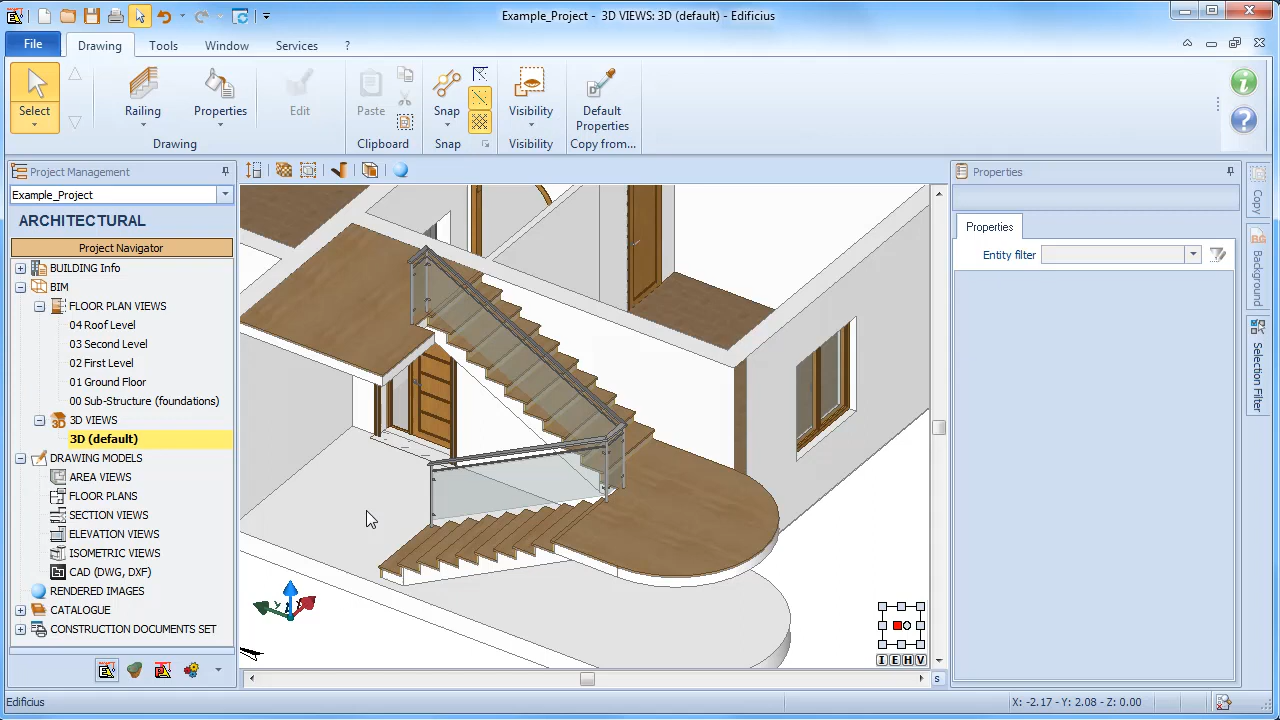 Example_Project - 3D VIEWS: 3D (default) - Edificius
File
Drawing
Tools
Window
Services
?
Select
Railing
Properties
Edit
Paste
Snap
Visibility
Default
Properties
Drawing
Clipboard
Snap
Visibility
Copy from...
Project Management
Example_Project
ARCHITECTURAL
Project Navigator
BUILDING Info
BIM
FLOOR PLAN VIEWS
04 Roof Level
03 Second Level
02 First Level
01 Ground Floor
00 Sub-Structure (foundations)
3D VIEWS
3D (default)
DRAWING MODELS
AREA VIEWS
FLOOR PLANS
SECTION VIEWS
ELEVATION VIEWS
ISOMETRIC VIEWS
CAD (DWG, DXF)
RENDERED IMAGES
CATALOGUE
CONSTRUCTION DOCUMENTS SET
Y
X
I E H V
s
Properties
Properties
Entity filter
Copy
BG
Background
Selection Filter
Edificius
X: -2.17 - Y: 2.08 - Z: 0.00